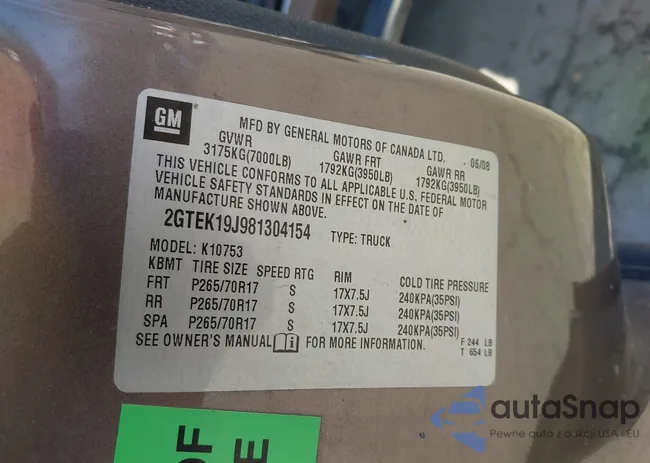 GM ®
MFD BY GENERAL MOTORS OF CANADA LTD.
06/08
GVWR GAWR FRT GAWR RR
3175KG(7000LB) 1792KG(3950LB) 1792KG(3950LB)
THIS VEHICLE CONFORMS TO ALL APPLICABLE U.S. FEDERAL MOTOR
VEHICLE SAFETY STANDARDS IN EFFECT ON THE DATE OF
MANUFACTURE SHOWN ABOVE.
2GTEK19J981304154 TYPE: TRUCK
MODEL: K10753
KBMT TIRE SIZE SPEED RTG RIM COLD TIRE PRESSURE
FRT P265/70R17 S 17X7.5J 240KPA(35PSI)
RR P265/70R17 S 17X7.5J 240KPA(35PSI)
SPA P265/70R17 S 17X7.5J 240KPA(35PSI)
SEE OWNER'S MANUAL i FOR MORE INFORMATION.
F 244 LB
T 654 LB
OF
E
autaSnap
Pewne auta z aukcji USA i EU